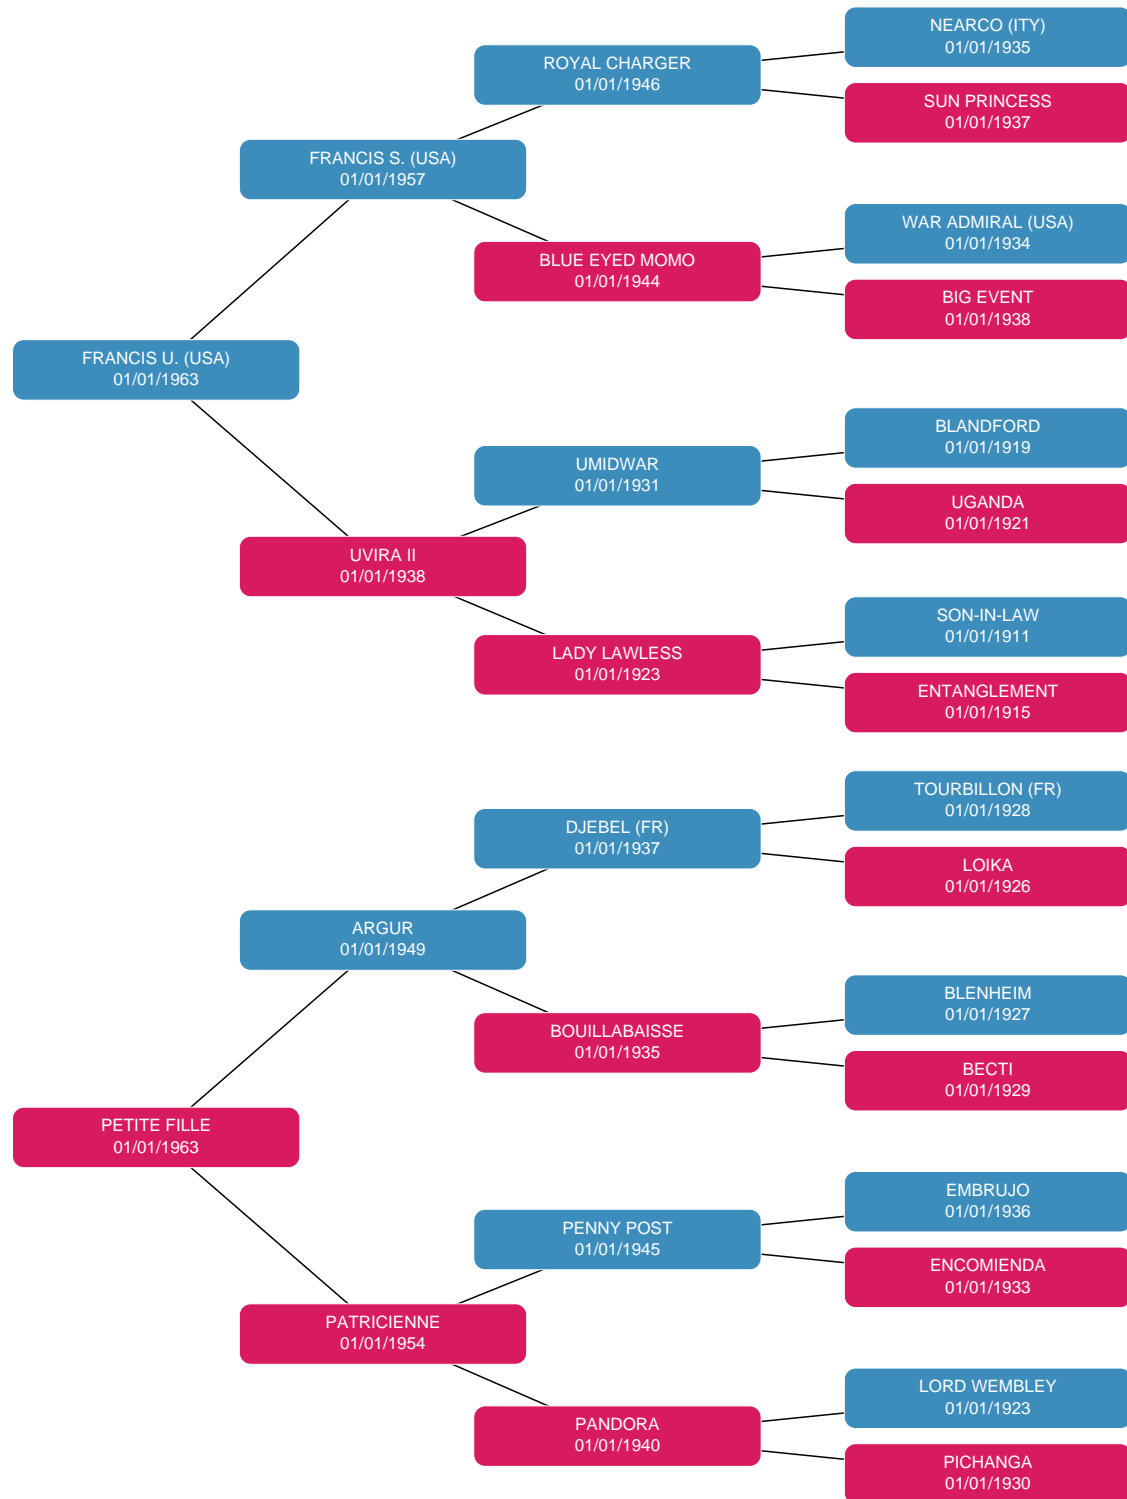 NEARCO (ITY)
01/01/1935
ROYAL CHARGER
01/01/1946
SUN PRINCESS
01/01/1937
FRANCIS S. (USA)
01/01/1957
WAR ADMIRAL (USA)
01/01/1934
BLUE EYED MOMO
01/01/1944
BIG EVENT
01/01/1938
FRANCIS U. (USA)
01/01/1963
BLANDFORD
01/01/1919
UMIDWAR
01/01/1931
UGANDA
01/01/1921
UVIRA II
01/01/1938
SON-IN-LAW
01/01/1911
LADY LAWLESS
01/01/1923
ENTANGLEMENT
01/01/1915
TOURBILLON (FR)
01/01/1928
DJEBEL (FR)
01/01/1937
LOIKA
01/01/1926
ARGUR
01/01/1949
BLENHEIM
01/01/1927
BOUILLABAISSE
01/01/1935
BECTI
01/01/1929
PETITE FILLE
01/01/1963
EMBRUJO
01/01/1936
PENNY POST
01/01/1945
ENCOMIENDA
01/01/1933
PATRICIENNE
01/01/1954
LORD WEMBLEY
01/01/1923
PANDORA
01/01/1940
PICHANGA
01/01/1930